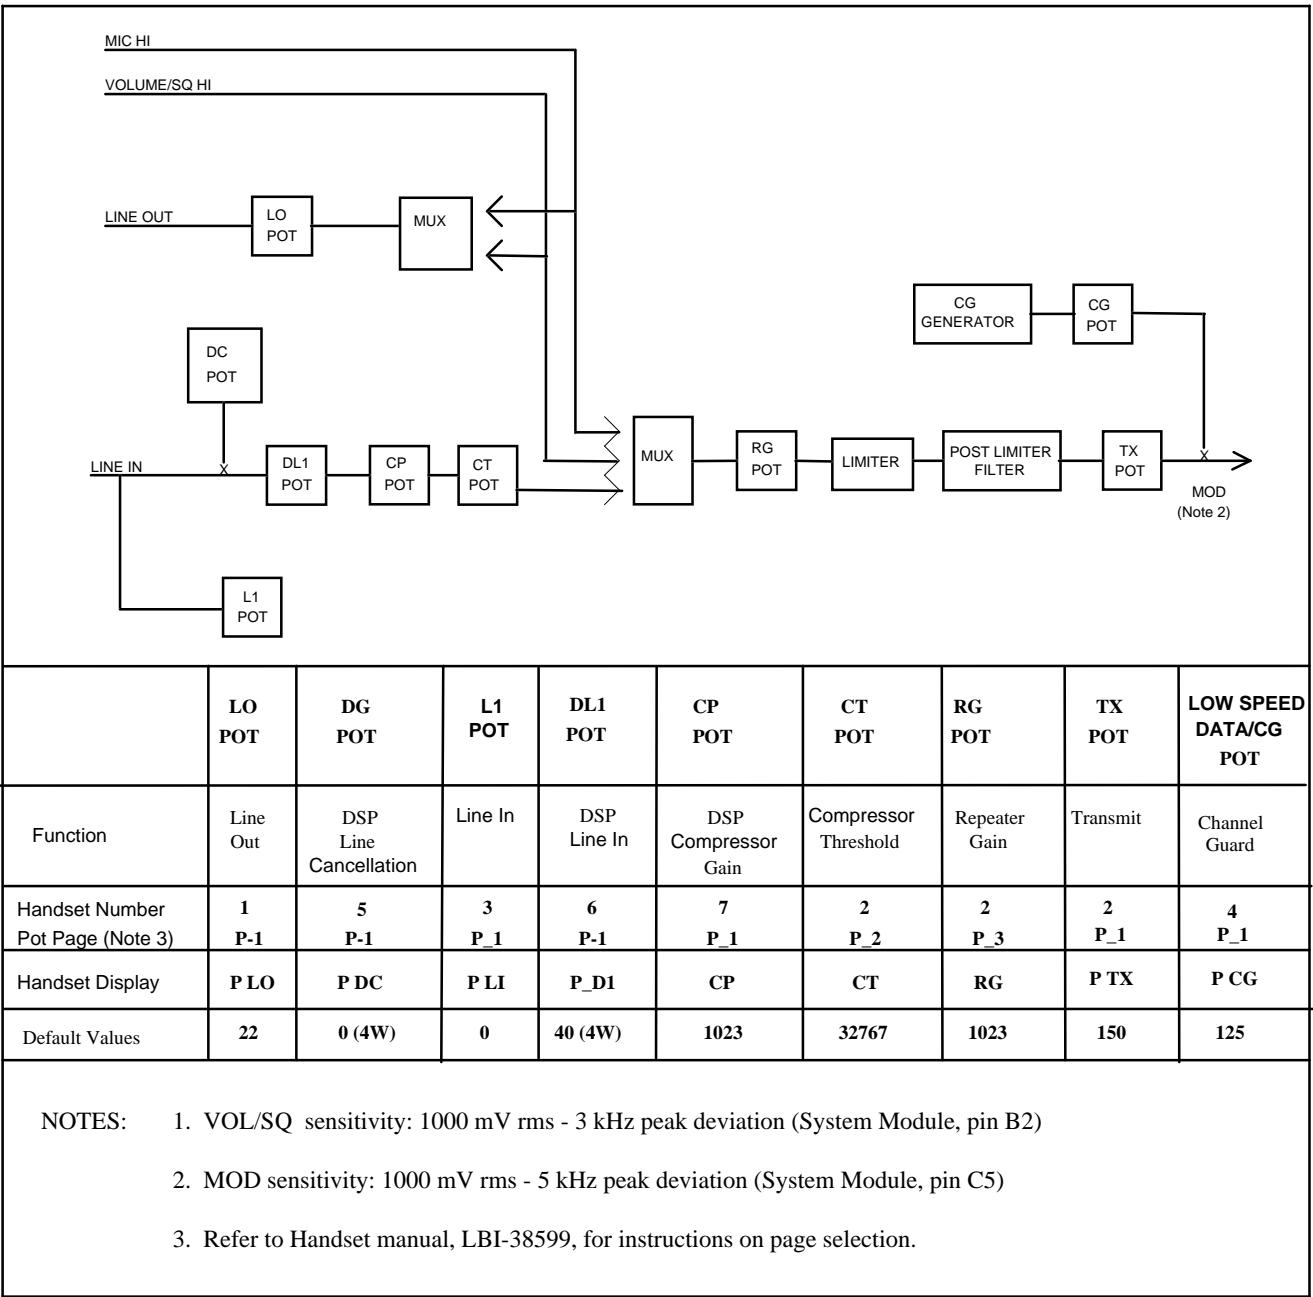 MIC HI
VOLUME/SQ HI
LINE OUT
LO
POT
MUX
CG
GENERATOR
CG
POT
DC
POT
LINE IN
X
DL1
POT
CP
POT
CT
POT
MUX
RG
POT
LIMITER
POST LIMITER
FILTER
TX
POT
X
MOD
(Note 2)
L1
POT
LO
POT
DG
POT
L1
POT
DL1
POT
CP
POT
CT
POT
RG
POT
TX
POT
LOW SPEED
DATA/CG
POT
Function
Line
Out
DSP
Line
Cancellation
Line In
DSP
Line In
DSP
Compressor
Gain
Compressor
Threshold
Repeater
Gain
Transmit
Channel
Guard
Handset Number
Pot Page (Note 3)
1
P-1
5
P-1
3
P_1
6
P-1
7
P_1
2
P_2
2
P_3
2
P_1
4
P_1
Handset Display
P LO
P DC
P LI
P_D1
CP
CT
RG
P TX
P CG
Default Values
22
0 (4W)
0
40 (4W)
1023
32767
1023
150
125
NOTES: 1. VOL/SQ sensitivity: 1000 mV rms - 3 kHz peak deviation (System Module, pin B2)
2. MOD sensitivity: 1000 mV rms - 5 kHz peak deviation (System Module, pin C5)
3. Refer to Handset manual, LBI-38599, for instructions on page selection.